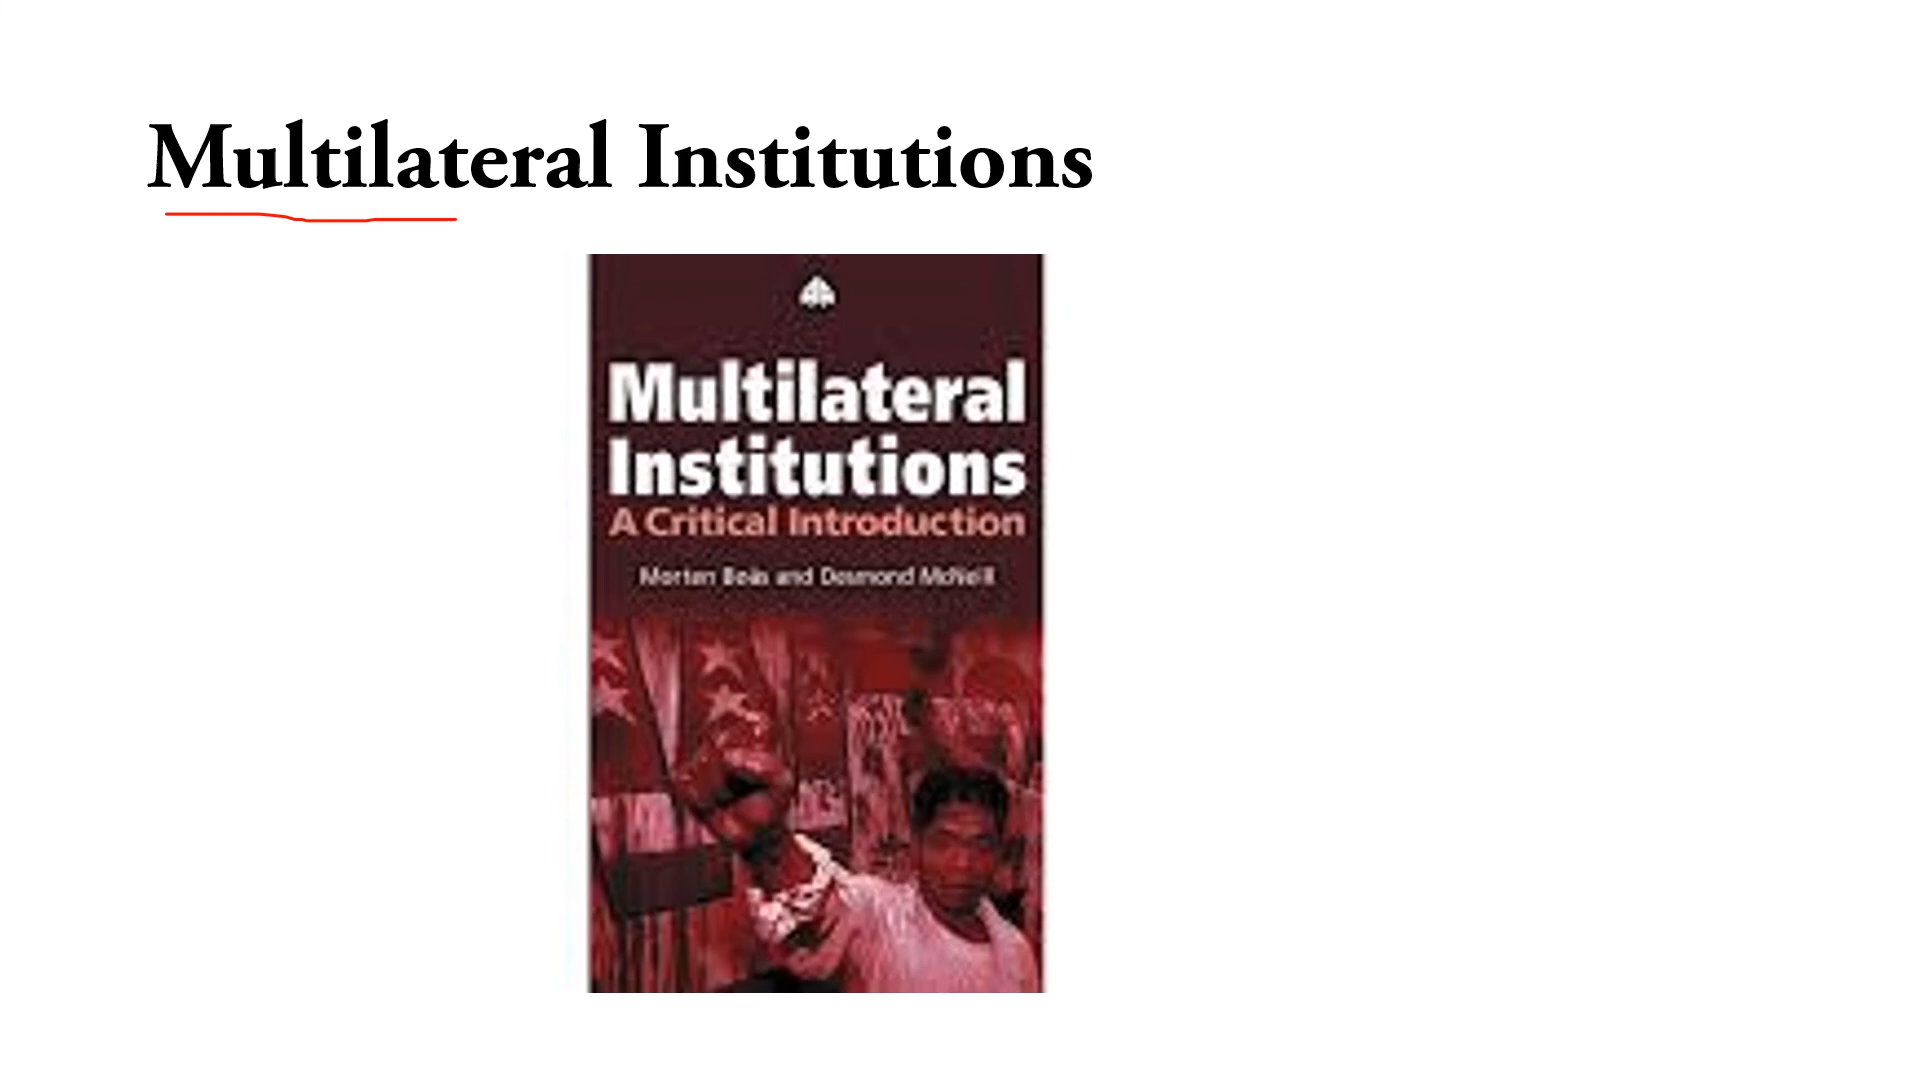 Multilateral Institutions
Multilateral
Institutions
A Critical Introduction
Morten Bøås and Desmond McNeill